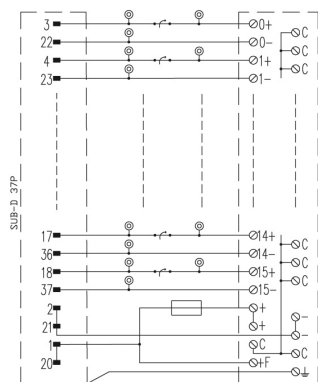 3 0+
22 0- C
4 1+ C
23 1- C
SUB-D 37P
17 14+
36 14- C
18 15+ C
37 15- C
2 +
21 + -
-
1 C C
20 +F